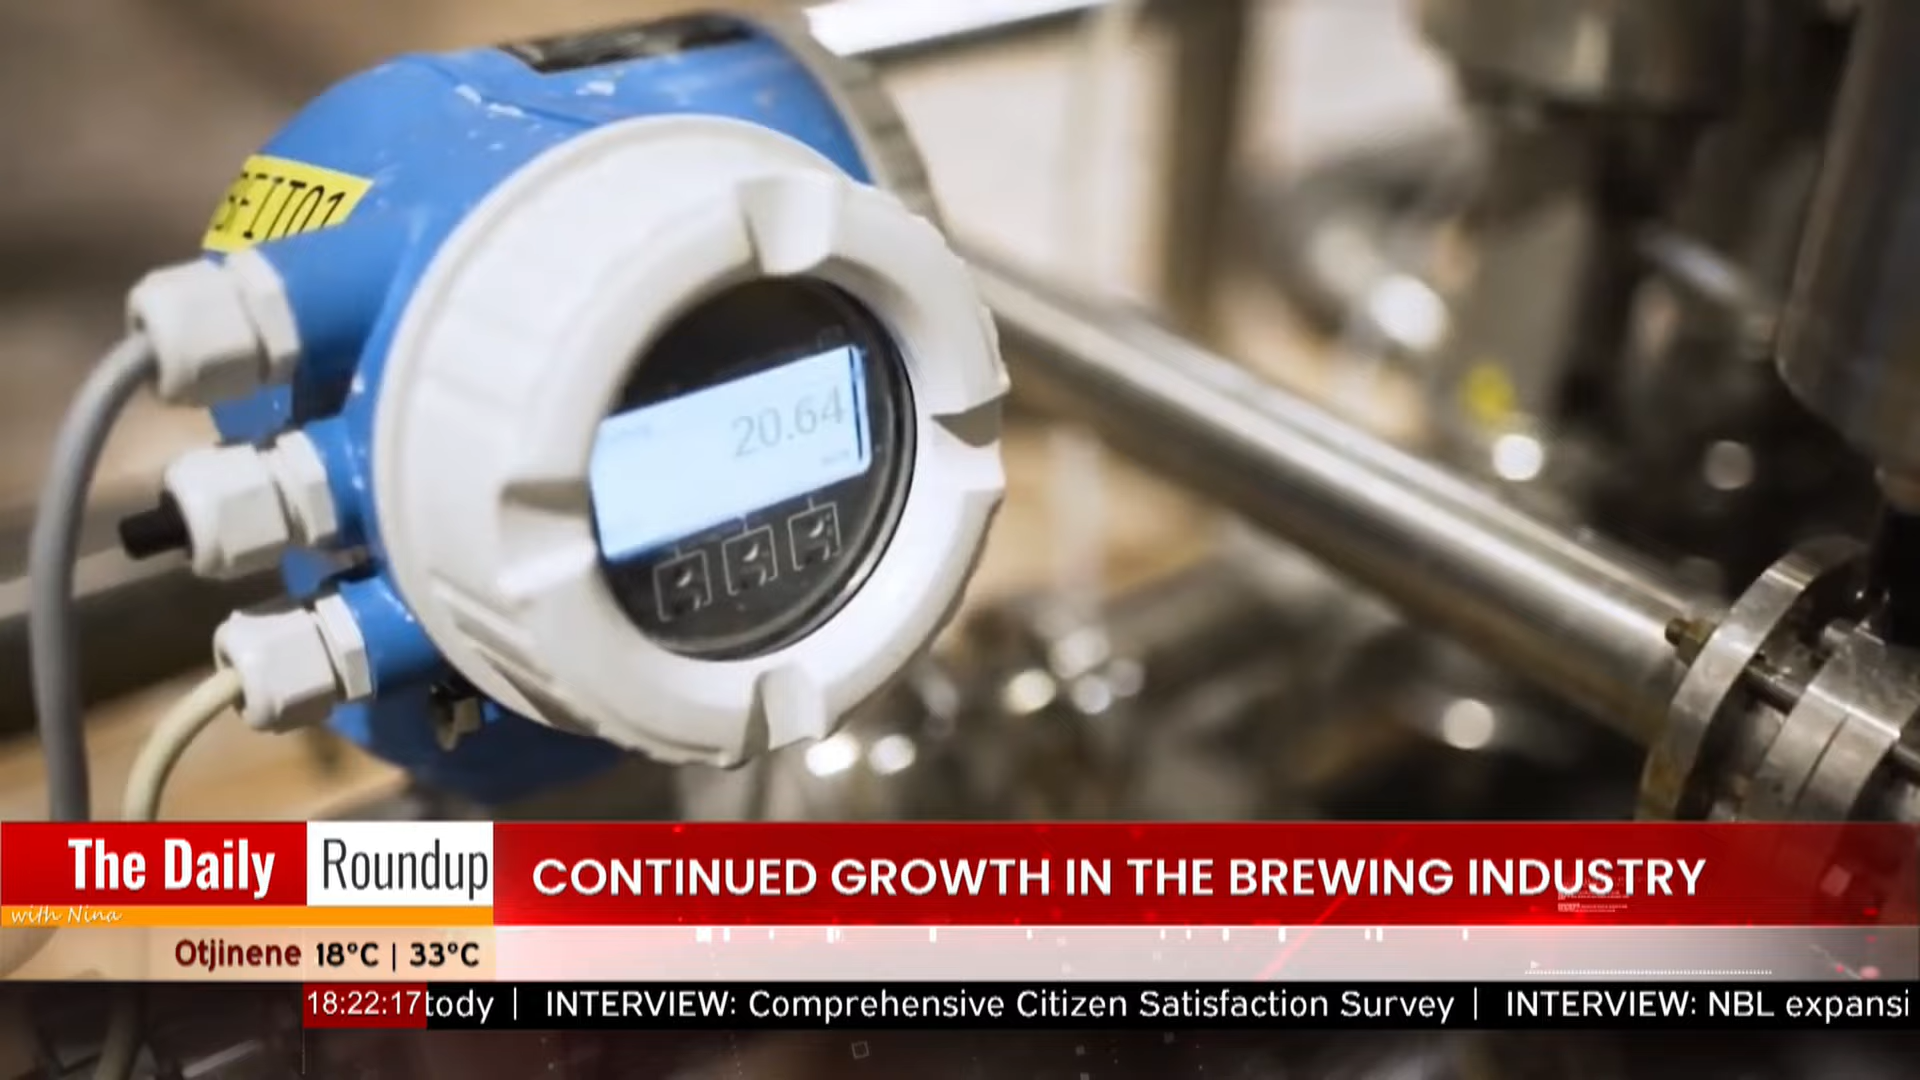 20.64
The Daily Roundup
CONTINUED GROWTH IN THE BREWING INDUSTRY
with Nina
Otjinene 18°C | 33°C
18:22:17 tody | INTERVIEW: Comprehensive Citizen Satisfaction Survey | INTERVIEW: NBL expansi